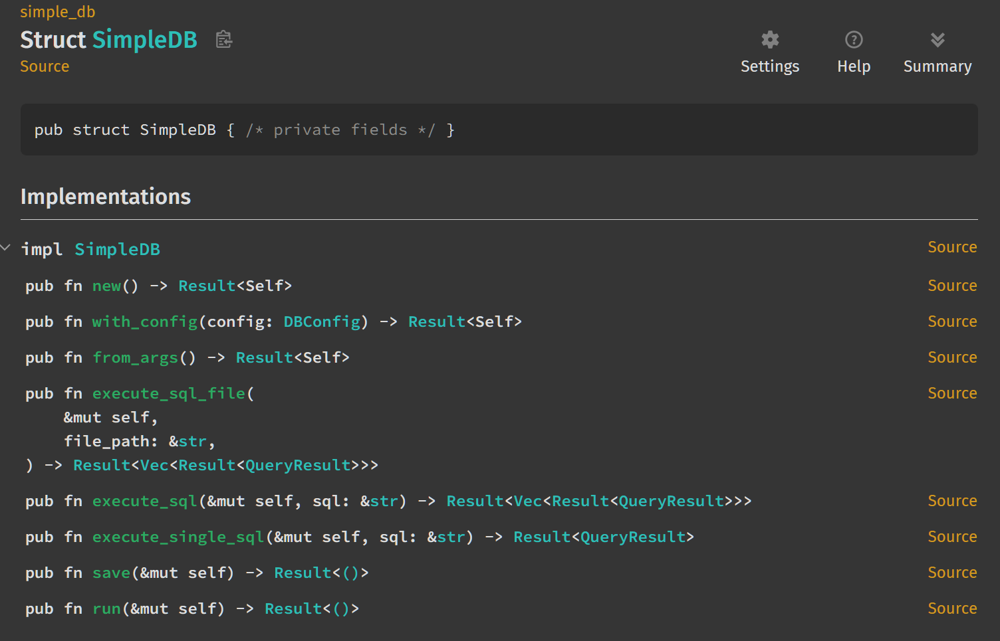 simple_db
Struct SimpleDB
Source
Settings
Help
Summary
pub struct SimpleDB { /* private fields */ }
Implementations
impl SimpleDB
Source
pub fn new() -> Result<Self>
Source
pub fn with_config(config: DBConfig) -> Result<Self>
Source
pub fn from_args() -> Result<Self>
Source
pub fn execute_sql_file(
Source
    &mut self,
    file_path: &str,
) -> Result<Vec<Result<QueryResult>>>
pub fn execute_sql(&mut self, sql: &str) -> Result<Vec<Result<QueryResult>>>
Source
pub fn execute_single_sql(&mut self, sql: &str) -> Result<QueryResult>
Source
pub fn save(&mut self) -> Result<()>
Source
pub fn run(&mut self) -> Result<()>
Source